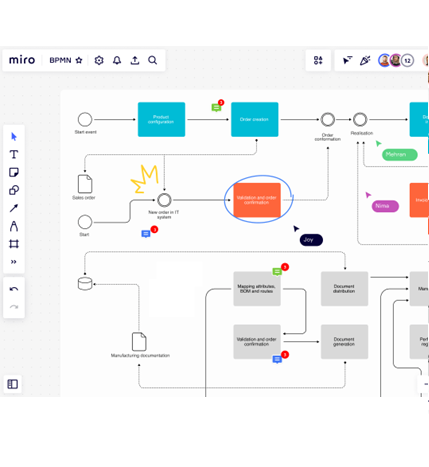 miro BPMN 12
Product
configuration
Order creation
Start event
Order
confirmation
Realisation
Mathran
Sales order
Validation and order
confirmation
Nima
New order in IT
system
Start
Joy
Mapping attributes,
BOM and routes
Document
distribution
Manufacturing documentation
Validation and order
confirmation
Document
generation